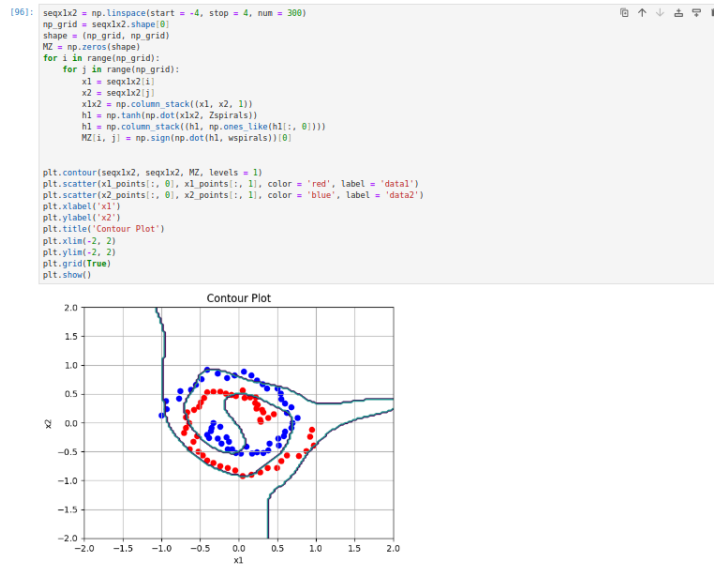 [96]: seqx1x2 = np.linspace(start = -4, stop = 4, num = 300)
np_grid = seqx1x2.shape[0]
shape = (np_grid, np_grid)
MZ = np.zeros(shape)
for i in range(np_grid):
    for j in range(np_grid):
        x1 = seqx1x2[i]
        x2 = seqx1x2[j]
        x1x2 = np.column_stack((x1, x2, 1))
        h1 = np.tanh(np.dot(x1x2, Zspirals))
        h1 = np.column_stack((h1, np.ones_like(h1[:, 0])))
        MZ[i, j] = np.sign(np.dot(h1, wspirals))[0]
plt.contour(seqx1x2, seqx1x2, MZ, levels = 1)
plt.scatter(x1_points[:, 0], x1_points[:, 1], color = 'red', label = 'data1')
plt.scatter(x2_points[:, 0], x2_points[:, 1], color = 'blue', label = 'data2')
plt.xlabel('x1')
plt.ylabel('x2')
plt.title('Contour Plot')
plt.xlim(-2, 2)
plt.ylim(-2, 2)
plt.grid(True)
plt.show()
Contour Plot
2.0
1.5
1.0
0.5
0.0
−0.5
−1.0
−1.5
−2.0
x2
−2.0 −1.5 −1.0 −0.5 0.0 0.5 1.0 1.5 2.0
x1